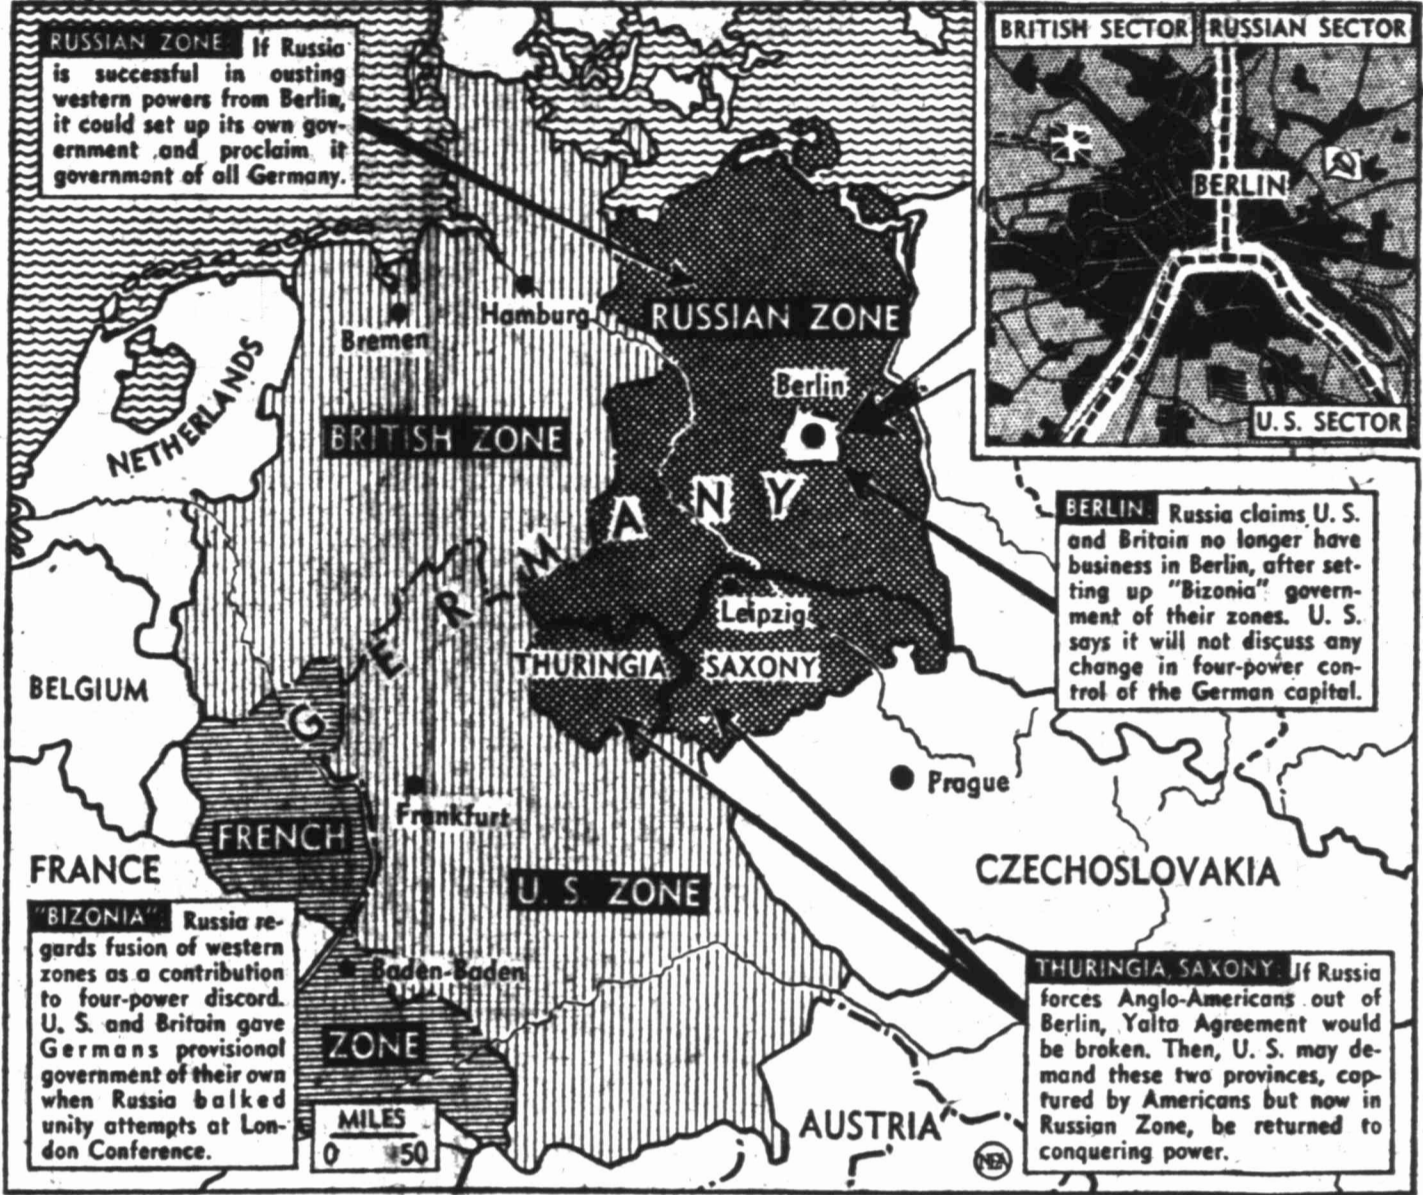 RUSSIAN ZONE: If Russia
is successful in ousting
western powers from Berlin,
it could set up its own gov-
ernment and proclaim it
government of all Germany.
BRITISH SECTOR
RUSSIAN SECTOR
BERLIN
U. S. SECTOR
Hamburg
Bremen
RUSSIAN ZONE
NETHERLANDS
Berlin
BRITISH ZONE
GERMANY
BERLIN: Russia claims U. S.
and Britain no longer have
business in Berlin, after set-
ting up "Bizonia" govern-
ment of their zones. U. S.
says it will not discuss any
change in four-power con-
trol of the German capital.
Leipzig
THURINGIA
SAXONY
BELGIUM
Prague
Frankfurt
FRENCH
FRANCE
CZECHOSLOVAKIA
U. S. ZONE
"BIZONIA": Russia re-
gards fusion of western
zones as a contribution
to four-power discord.
U. S. and Britain gave
Germans provisional
government of their own
when Russia balked
unity attempts at Lon-
don Conference.
Baden-Baden
ZONE
MILES
0 50
AUSTRIA
NEA
THURINGIA, SAXONY: If Russia
forces Anglo-Americans out of
Berlin, Yalta Agreement would
be broken. Then, U. S. may de-
mand these two provinces, cap-
tured by Americans but now in
Russian Zone, be returned to
conquering power.